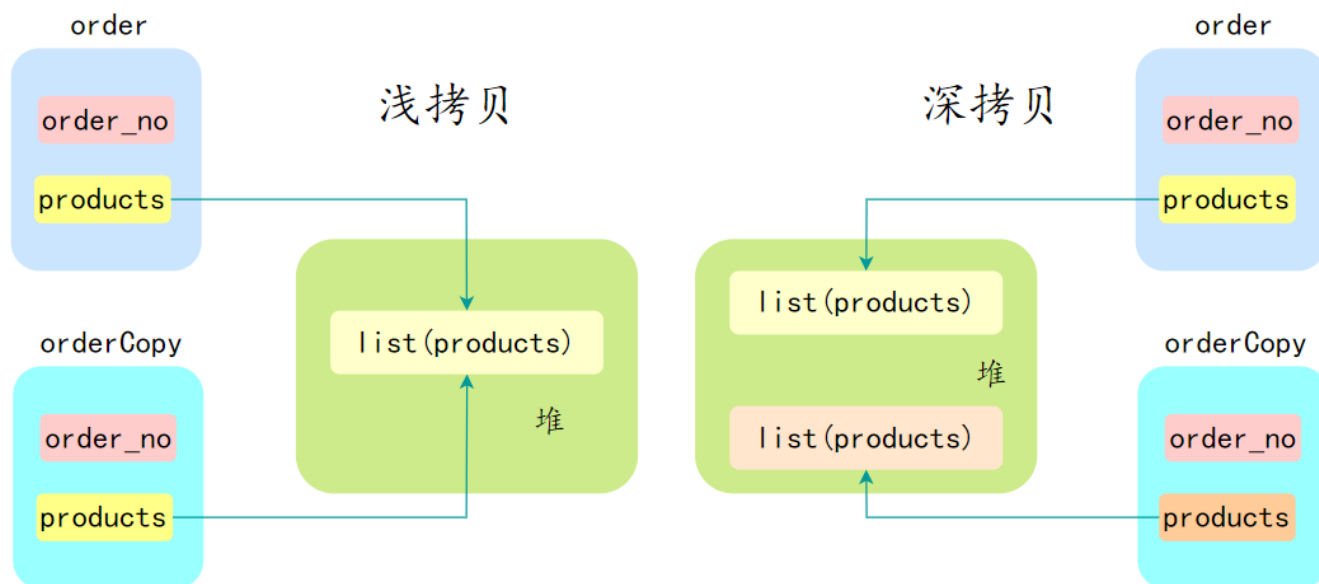 order
order_no
products
浅拷贝
list(products)
堆
orderCopy
order_no
products
深拷贝
order
order_no
products
list(products)
堆
list(products)
orderCopy
order_no
products